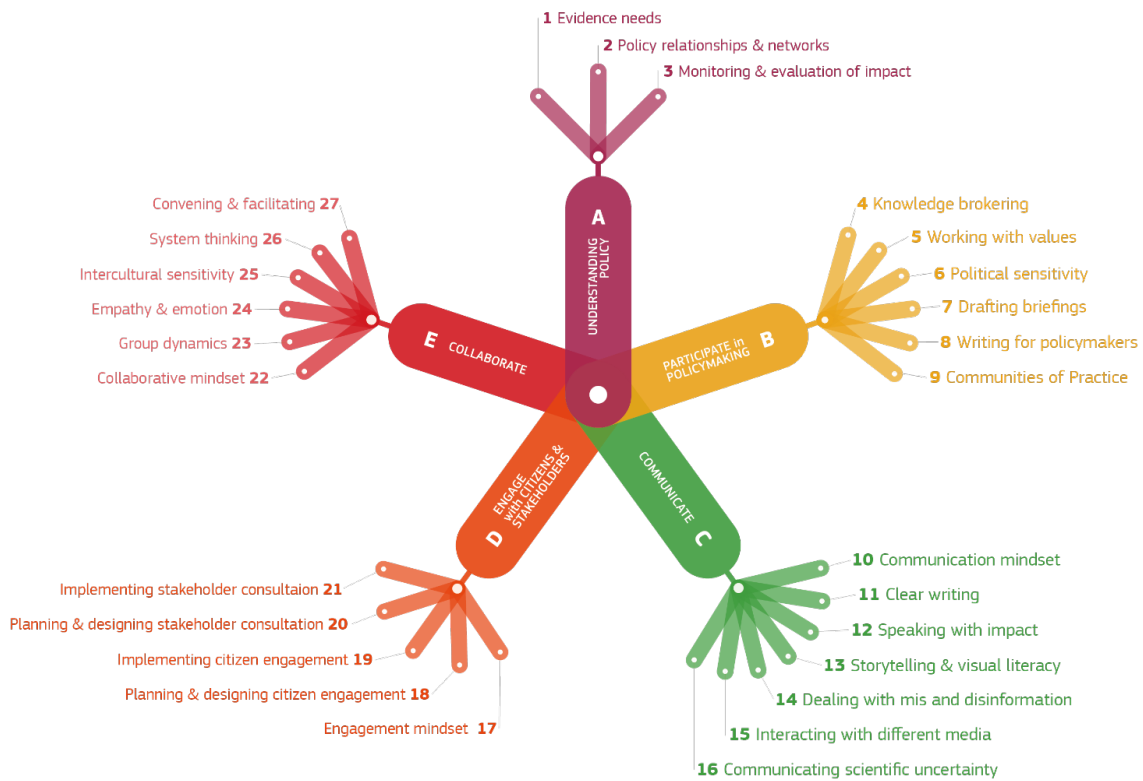 1 Evidence needs
2 Policy relationships & networks
3 Monitoring & evaluation of impact
A
UNDERSTANDING
POLICY
4 Knowledge brokering
5 Working with values
6 Political sensitivity
7 Drafting briefings
8 Writing for policymakers
9 Communities of Practice
B
PARTICIPATE in
POLICYMAKING
10 Communication mindset
11 Clear writing
12 Speaking with impact
13 Storytelling & visual literacy
14 Dealing with mis and disinformation
15 Interacting with different media
16 Communicating scientific uncertainty
C
COMMUNICATE
D
ENGAGE
with CITIZENS &
STAKEHOLDERS
Implementing stakeholder consultaion 21
Planning & designing stakeholder consultation 20
Implementing citizen engagement 19
Planning & designing citizen engagement 18
Engagement mindset 17
E COLLABORATE
Convening & facilitating 27
System thinking 26
Intercultural sensitivity 25
Empathy & emotion 24
Group dynamics 23
Collaborative mindset 22